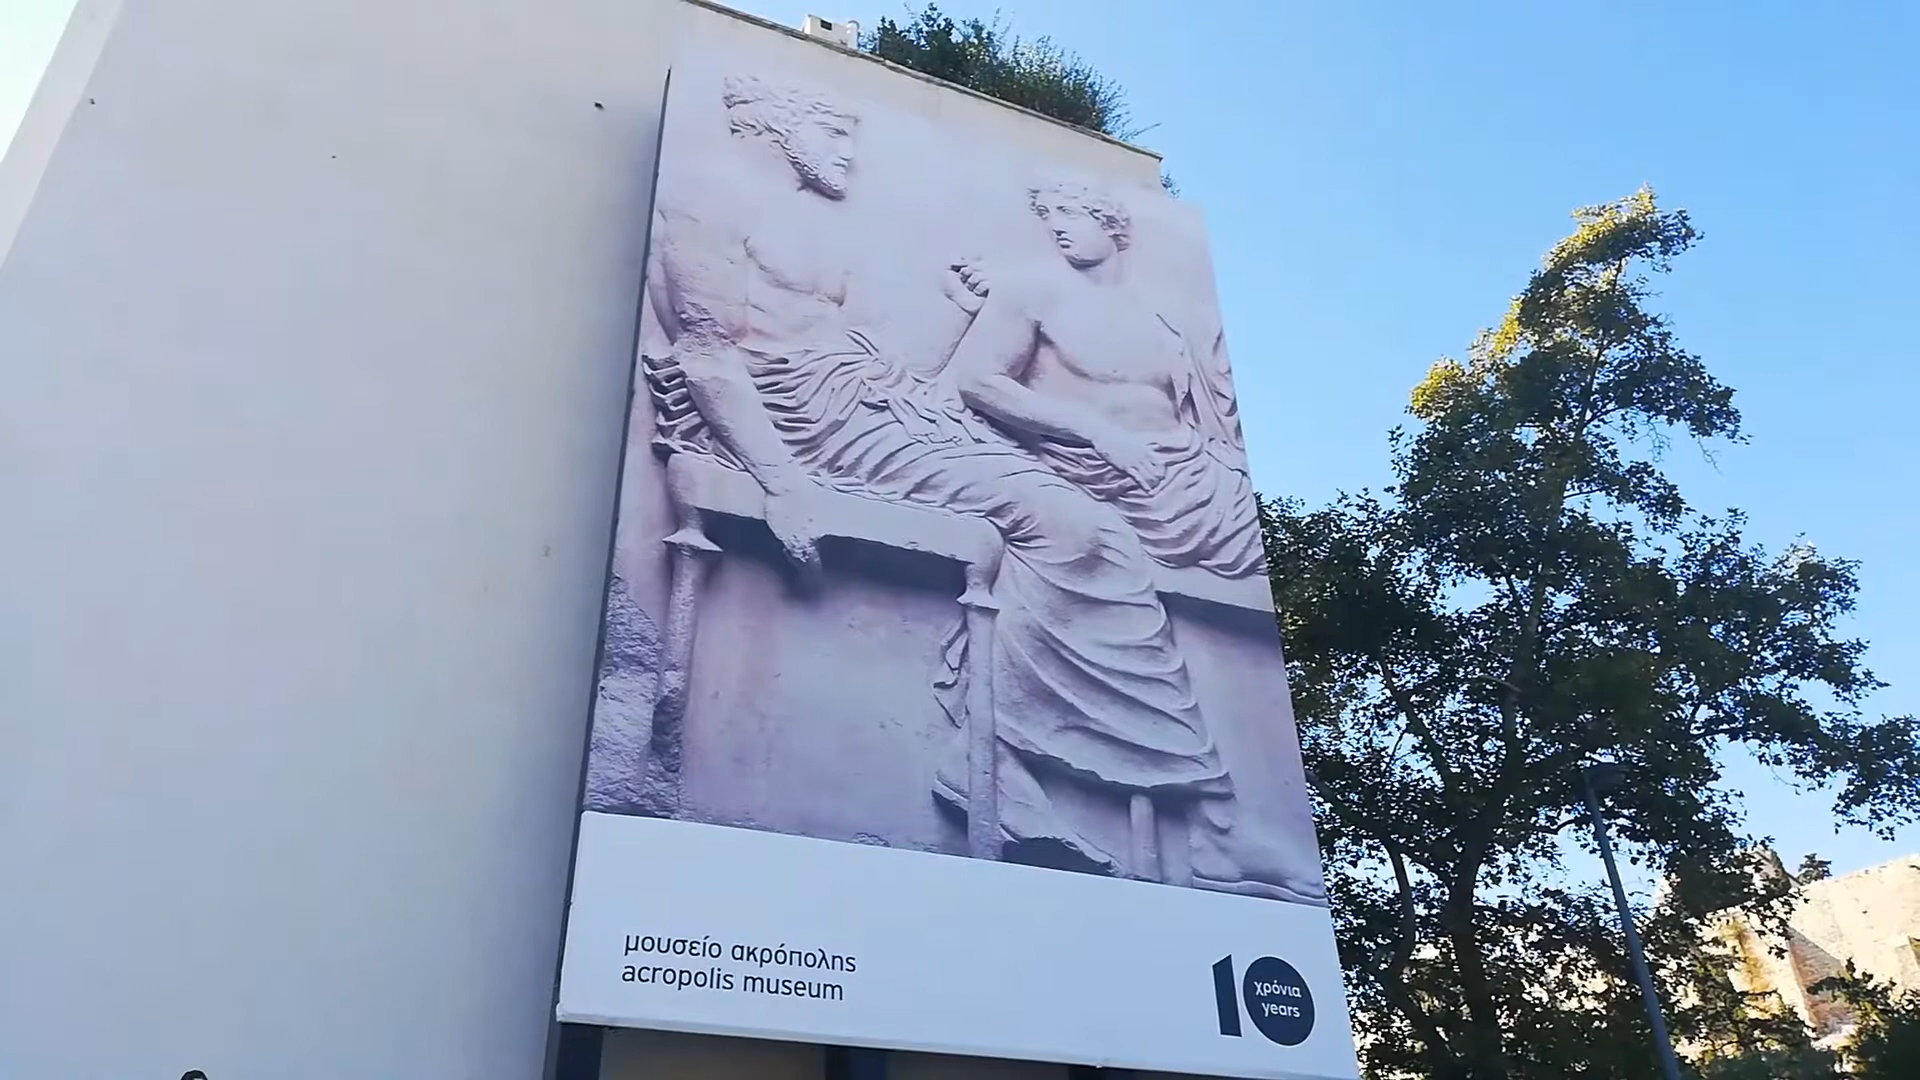 μουσείο ακρόπολης
acropolis museum
10
χρόνια
years